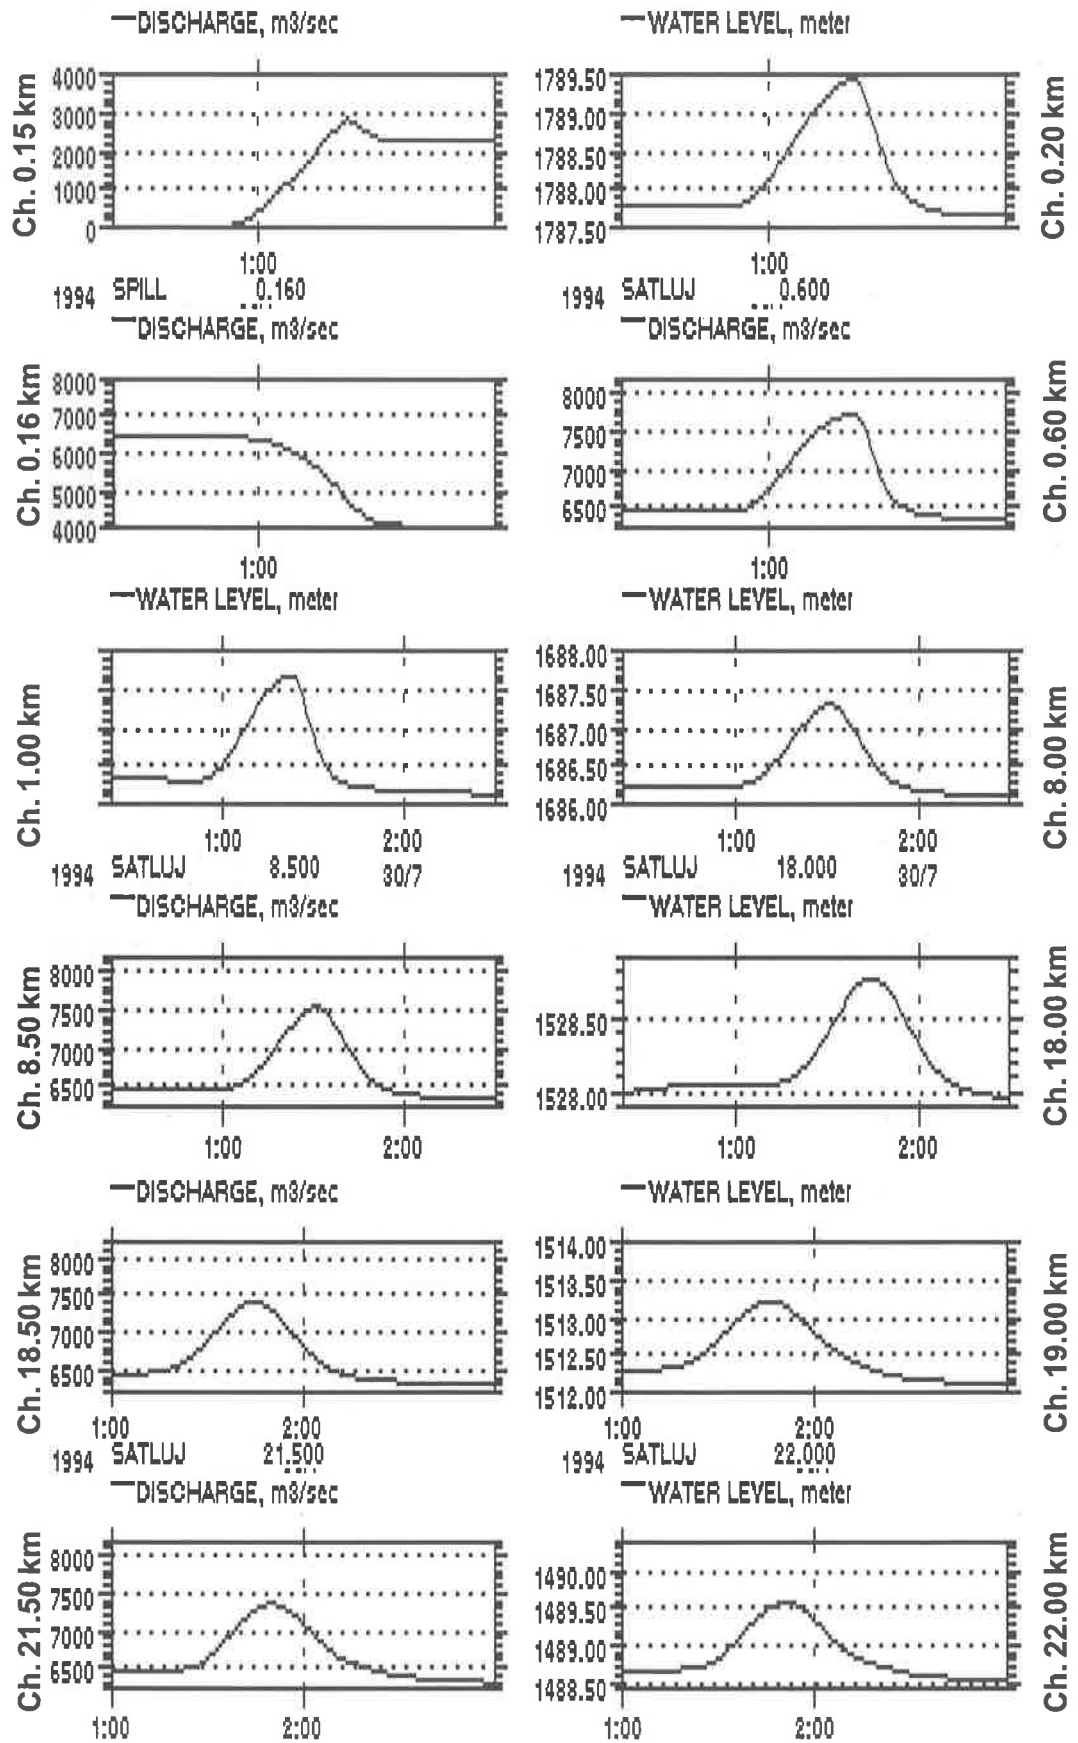 DISCHARGE, m3/sec
WATER LEVEL, meter
Ch. 0.15 km
4000
3000
2000
1000
0
1:00
1789.50
1789.00
1788.50
1788.00
1787.50
1:00
Ch. 0.20 km
1994 SPILL 0.160
1994 SATLUJ 0.600
DISCHARGE, m3/sec
DISCHARGE, m3/sec
Ch. 0.16 km
8000
7000
6000
5000
4000
1:00
8000
7500
7000
6500
1:00
Ch. 0.60 km
WATER LEVEL, meter
WATER LEVEL, meter
Ch. 1.00 km
1:00 2:00
1688.00
1687.50
1687.00
1686.50
1686.00
1:00 2:00
Ch. 8.00 km
1994 SATLUJ 8.500 30/7
1994 SATLUJ 18.000 30/7
DISCHARGE, m3/sec
WATER LEVEL, meter
Ch. 8.50 km
8000
7500
7000
6500
1:00 2:00
1528.50
1528.00
1:00 2:00
Ch. 18.00 km
DISCHARGE, m3/sec
WATER LEVEL, meter
Ch. 18.50 km
8000
7500
7000
6500
1:00 2:00
1514.00
1513.50
1513.00
1512.50
1512.00
1:00 2:00
Ch. 19.00 km
1994 SATLUJ 21.500
1994 SATLUJ 22.000
DISCHARGE, m3/sec
WATER LEVEL, meter
Ch. 21.50 km
8000
7500
7000
6500
1:00 2:00
1490.00
1489.50
1489.00
1488.50
1:00 2:00
Ch. 22.00 km